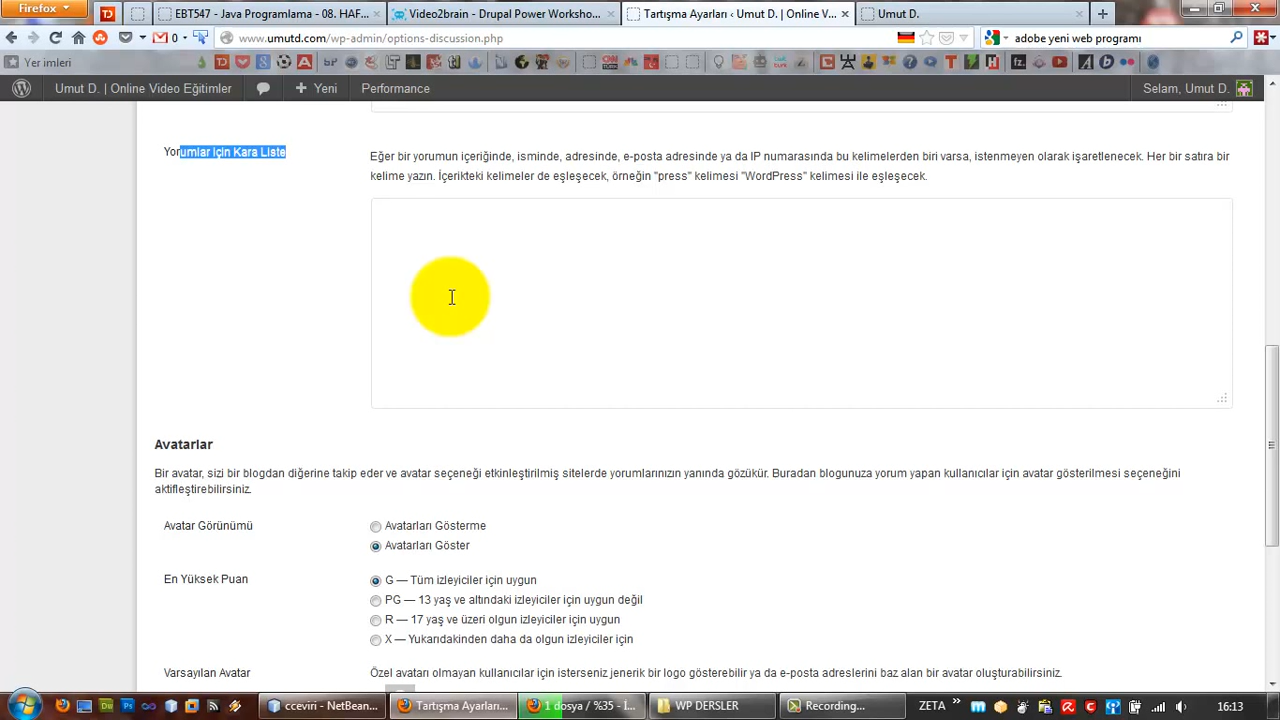 Firefox
EBT547 - Java Programlama - 08. HAF...
Video2brain - Drupal Power Worksho...
Tartışma Ayarları ‹ Umut D. | Online V...
Umut D.
0
www.umutd.com/wp-admin/options-discussion.php
adobe yeni web programı
Yer imleri
Umut D. | Online Video Eğitimler
Yeni
Performance
Selam, Umut D.
Yorumlar için Kara Liste
Eğer bir yorumun içeriğinde, isminde, adresinde, e-posta adresinde ya da IP numarasında bu kelimelerden biri varsa, istenmeyen olarak işaretlenecek. Her bir satıra bir
kelime yazın. İçerikteki kelimeler de eşleşecek, örneğin "press" kelimesi "WordPress" kelimesi ile eşleşecek.
Avatarlar
Bir avatar, sizi bir blogdan diğerine takip eder ve avatar seçeneği etkinleştirilmiş sitelerde yorumlarınızın yanında gözükür. Buradan blogunuza yorum yapan kullanıcılar için avatar gösterilmesi seçeneğini
aktifleştirebilirsiniz.
Avatar Görünümü
Avatarları Gösterme
Avatarları Göster
En Yüksek Puan
G — Tüm izleyiciler için uygun
PG — 13 yaş ve altındaki izleyiciler için uygun değil
R — 17 yaş ve üzeri olgun izleyiciler için uygun
X — Yukarıdakinden daha da olgun izleyiciler için
Varsayılan Avatar
Özel avatarı olmayan kullanıcılar için isterseniz jenerik bir logo gösterebilir ya da e-posta adreslerini baz alan bir avatar oluşturabilirsiniz.
cceviri - NetBean...
Tartışma Ayarları...
1 dosya / %35 - İ...
WP DERSLER
Recording...
ZETA
16:13